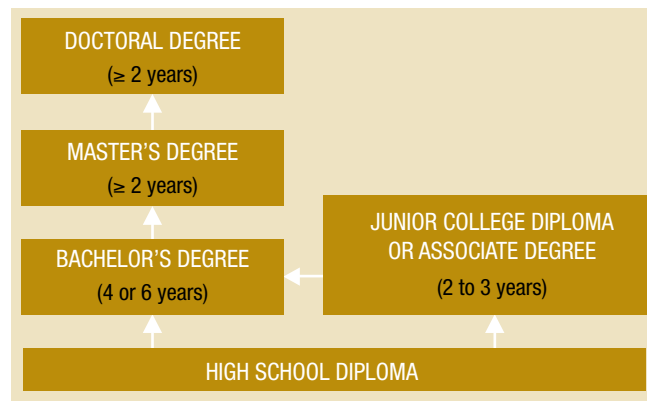 DOCTORAL DEGREE
(≥ 2 years)
MASTER'S DEGREE
(≥ 2 years)
BACHELOR'S DEGREE
(4 or 6 years)
JUNIOR COLLEGE DIPLOMA
OR ASSOCIATE DEGREE
(2 to 3 years)
HIGH SCHOOL DIPLOMA